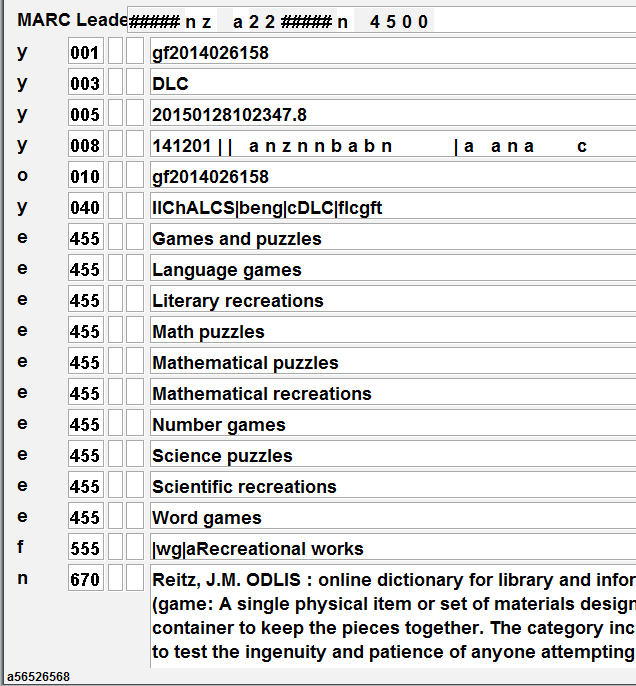 MARC Leade ##### n z a 2 2 ##### n 4 5 0 0
y 001 gf2014026158
y 003 DLC
y 005 20150128102347.8
y 008 141201 | | a n z n n b a b n | a a n a c
o 010 gf2014026158
y 040 IlChALCS|beng|cDLC|flcgft
e 455 Games and puzzles
e 455 Language games
e 455 Literary recreations
e 455 Math puzzles
e 455 Mathematical puzzles
e 455 Mathematical recreations
e 455 Number games
e 455 Science puzzles
e 455 Scientific recreations
e 455 Word games
f 555 |wg|aRecreational works
n 670 Reitz, J.M. ODLIS : online dictionary for library and infor
(game: A single physical item or set of materials design
container to keep the pieces together. The category inc
to test the ingenuity and patience of anyone attempting
a56526568